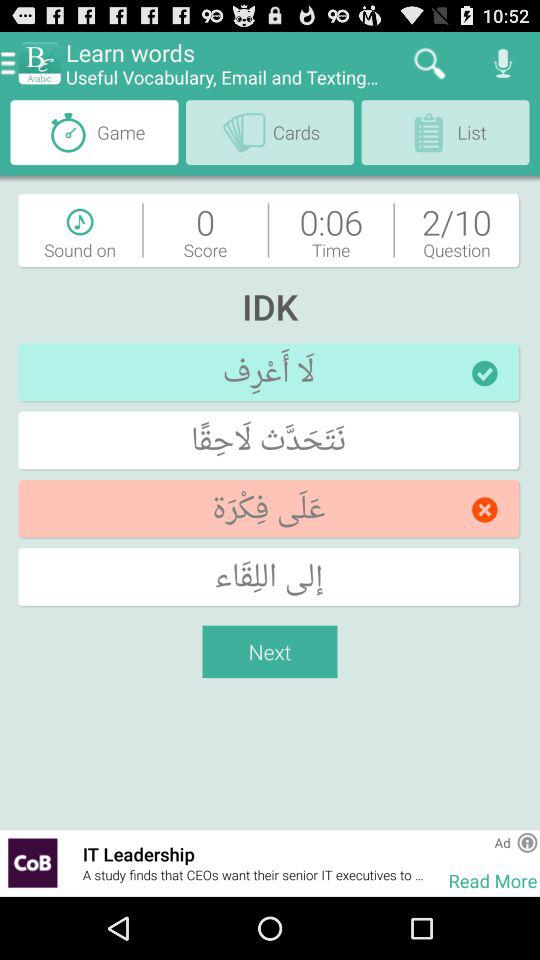 10:52
Bc
Arabic
Learn words
Useful Vocabulary, Email and Texting...
Game
Cards
List
Sound on
0
Score
0:06
Time
2/10
Question
IDK
لَا أَعْرِف
نَتَحَدَّث لَاحِقًا
عَلَى فِكْرَة
إلى اللِقَاء
Next
CoB
IT Leadership
A study finds that CEOs want their senior IT executives to ...
Ad
Read More